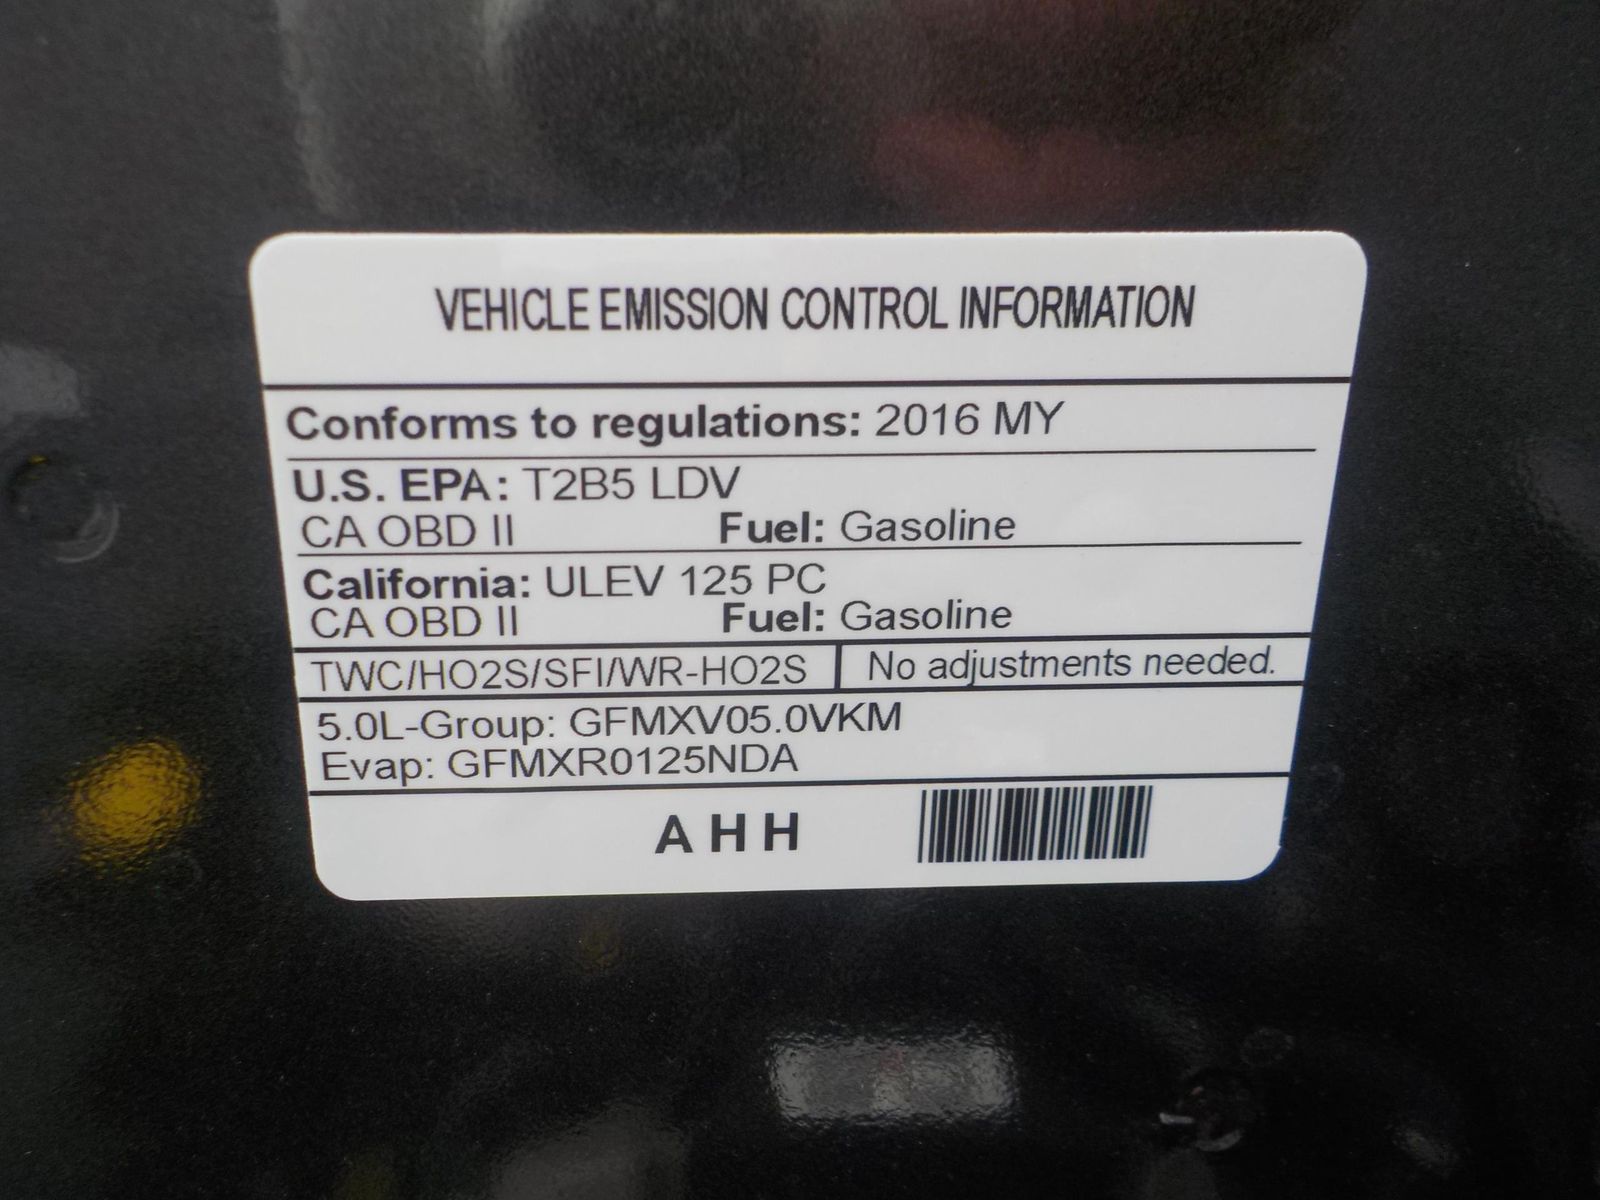 VEHICLE EMISSION CONTROL INFORMATION
Conforms to regulations: 2016 MY
U.S. EPA: T2B5 LDV
CA OBD II Fuel: Gasoline
California: ULEV 125 PC
CA OBD II Fuel: Gasoline
TWC/HO2S/SFI/WR-HO2S No adjustments needed.
5.0L-Group: GFMXV05.0VKM
Evap: GFMXR0125NDA
A H H